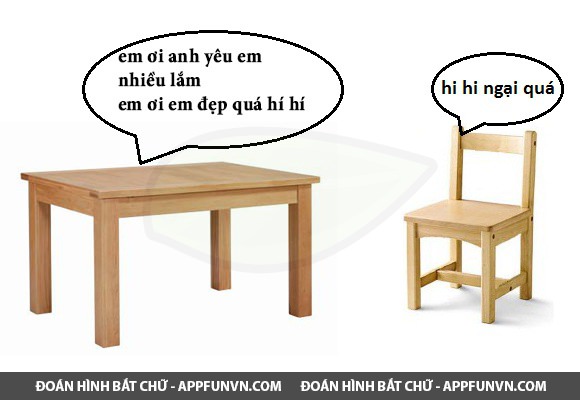 em ơi anh yêu em
nhiều lắm
em ơi em đẹp quá hí hí
hi hi ngại quá
ĐOÁN HÌNH BẮT CHỮ - APPFUNVN.COM ĐOÁN HÌNH BẮT CHỮ - APPFUNVN.COM